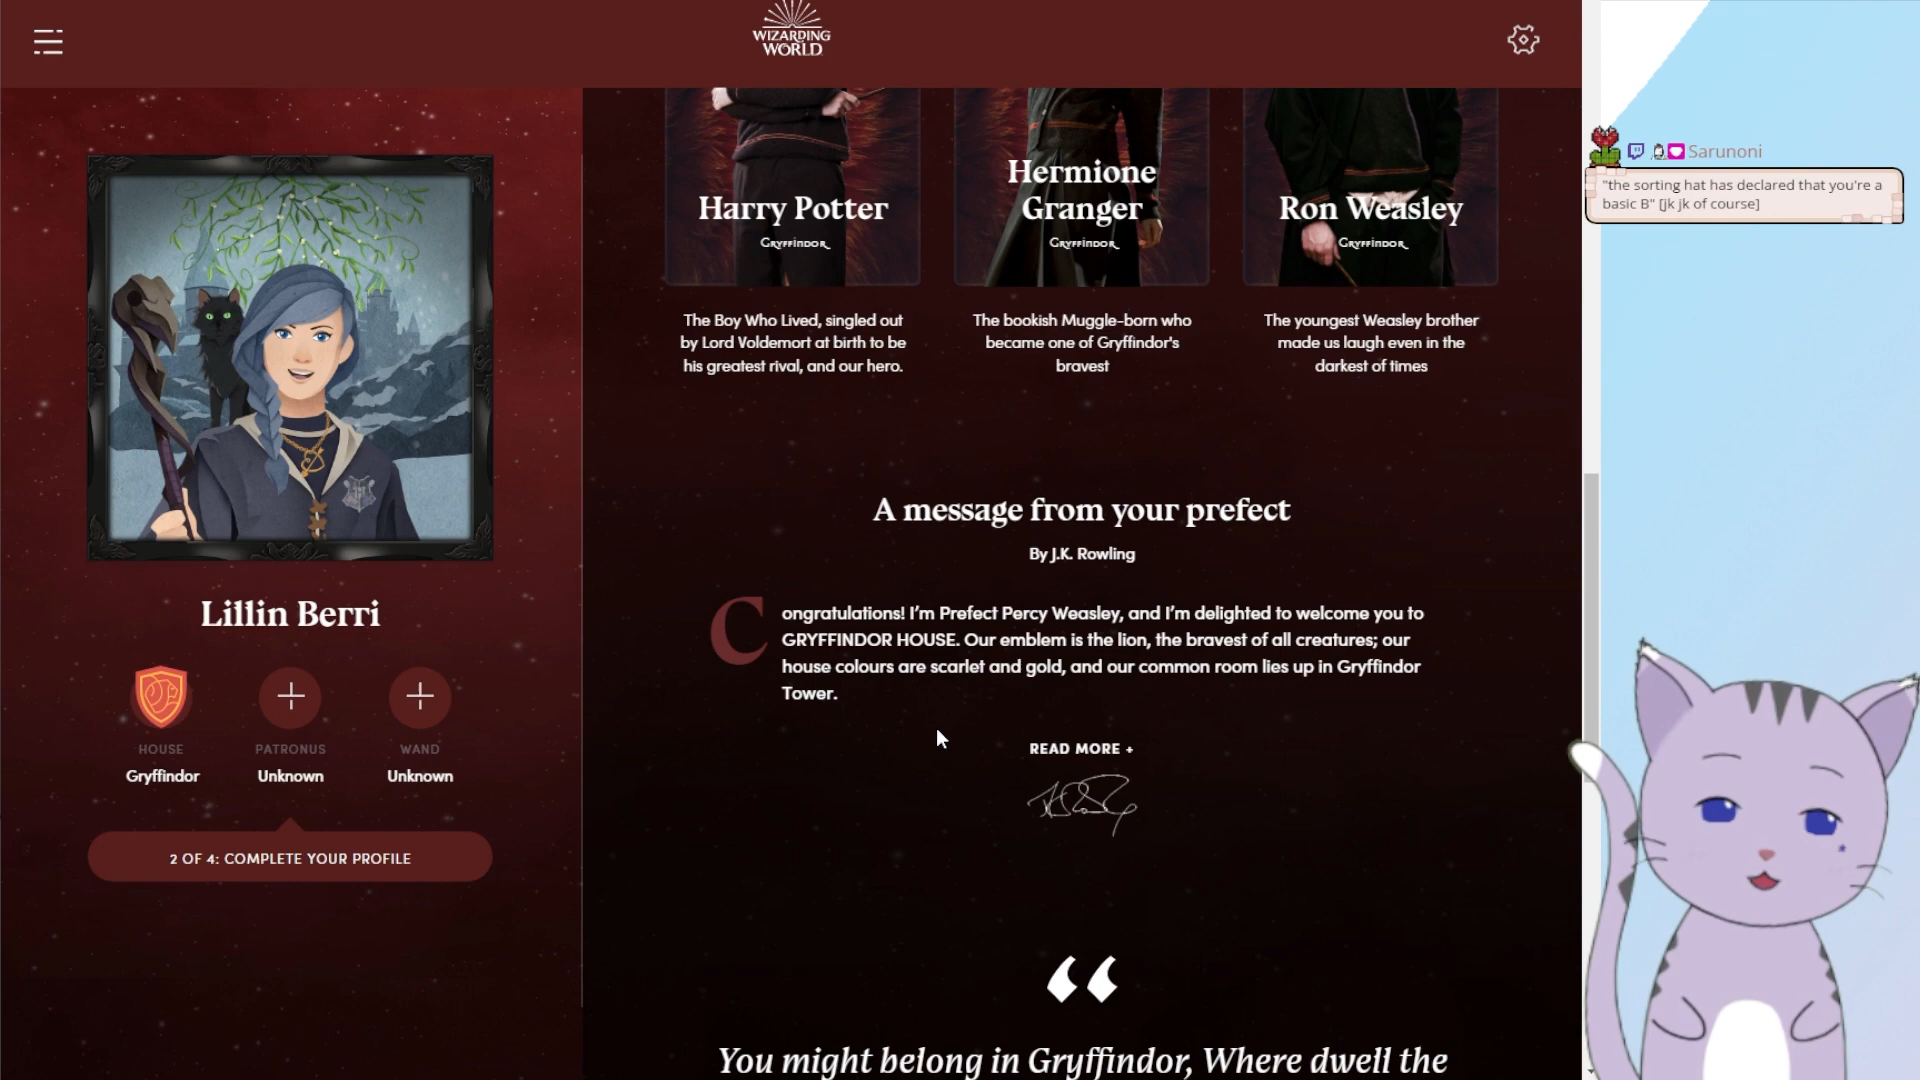 WIZARDING
WORLD
Harry Potter
GRYFFINDOR
Hermione
Granger
GRYFFINDOR
Ron Weasley
GRYFFINDOR
The Boy Who Lived, singled out
by Lord Voldemort at birth to be
his greatest rival, and our hero.
The bookish Muggle-born who
became one of Gryffindor's
bravest
The youngest Weasley brother
made us laugh even in the
darkest of times
A message from your prefect
By J.K. Rowling
Congratulations! I'm Prefect Percy Weasley, and I'm delighted to welcome you to
GRYFFINDOR HOUSE. Our emblem is the lion, the bravest of all creatures; our
house colours are scarlet and gold, and our common room lies up in Gryffindor
Tower.
READ MORE +
You might belong in Gryffindor, Where dwell the
Lillin Berri
HOUSE
Gryffindor
PATRONUS
Unknown
WAND
Unknown
2 OF 4: COMPLETE YOUR PROFILE
Sarunoni
"the sorting hat has declared that you're a
basic B" [jk jk of course]